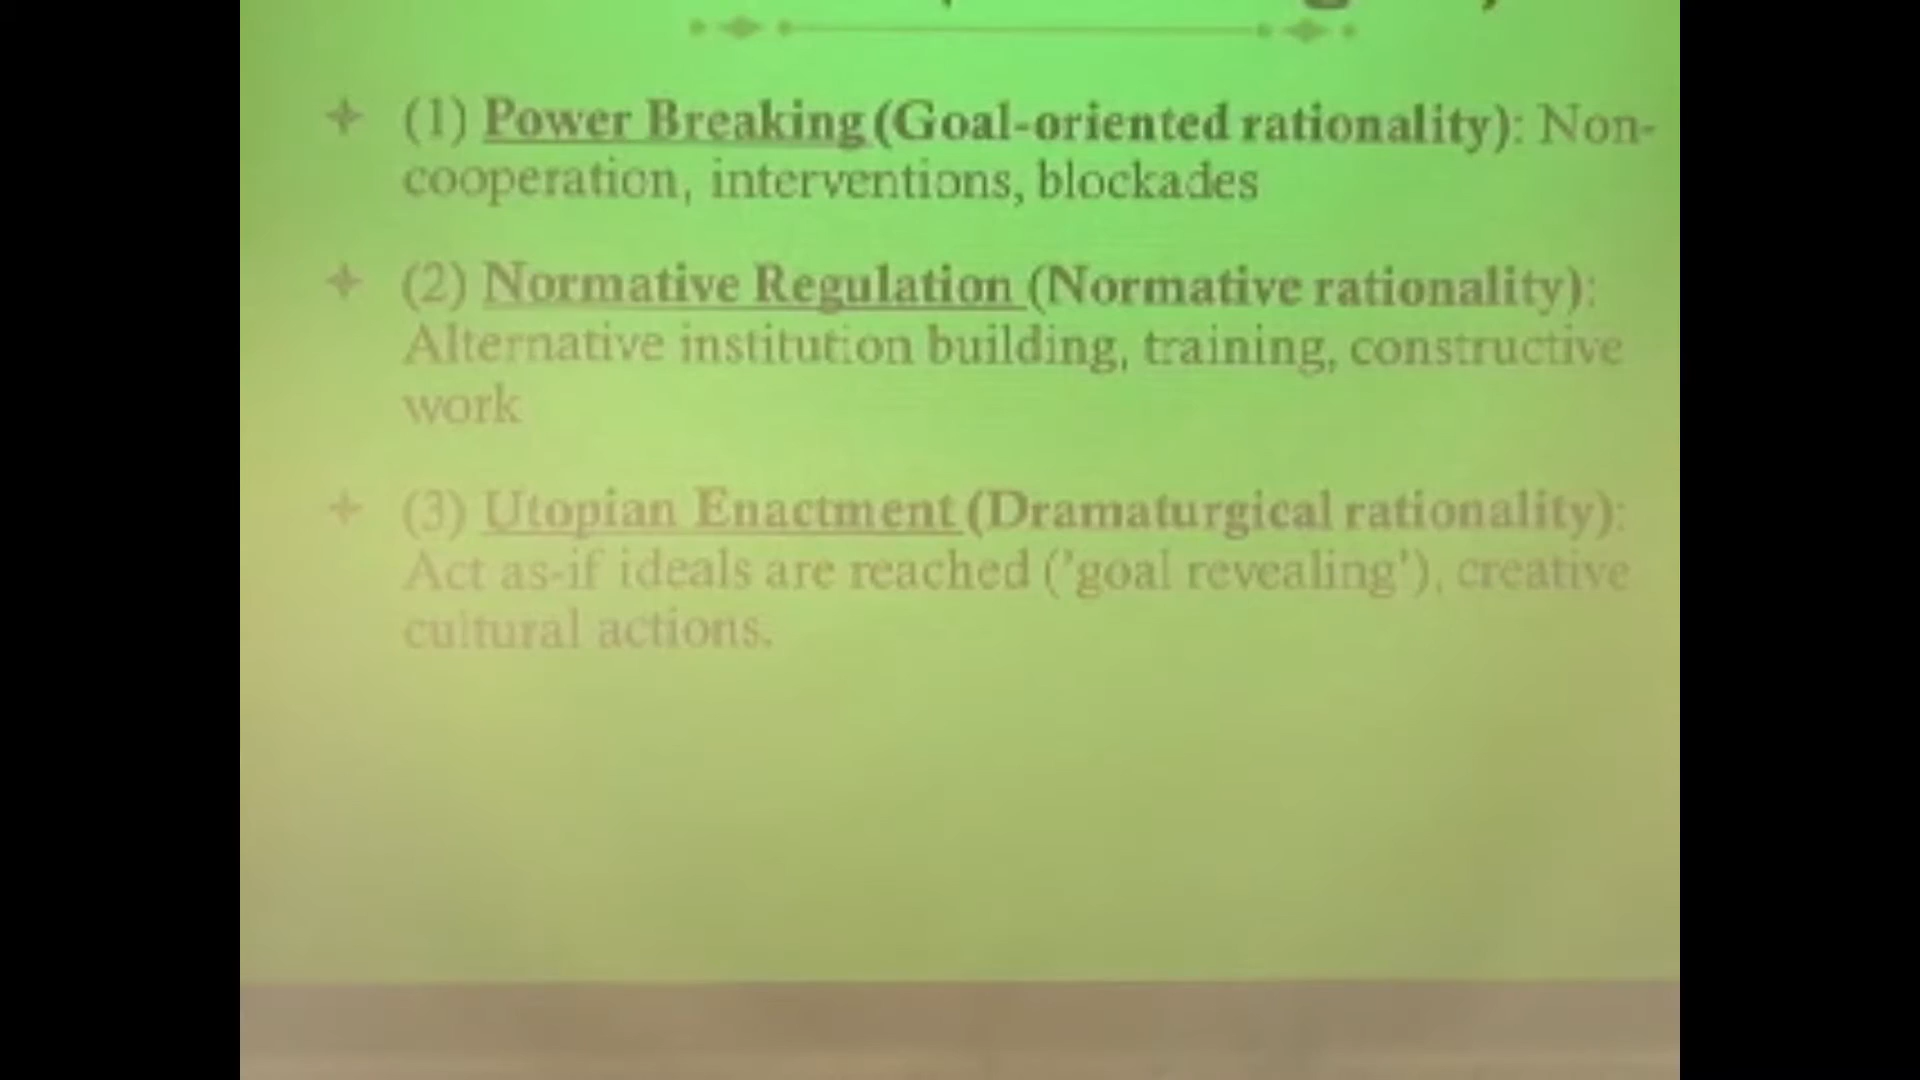 (1) Power Breaking (Goal-oriented rationality): Non-
cooperation, interventions, blockades
(2) Normative Regulation (Normative rationality):
Alternative institution building, training, constructive
work
(3) Utopian Enactment (Dramaturgical rationality):
Act as-if ideals are reached ('goal revealing'), creative
cultural actions.